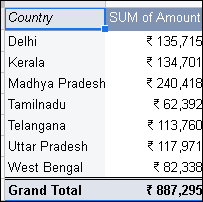 Country SUM of Amount
Delhi ₹ 135,715
Kerala ₹ 134,701
Madhya Pradesh ₹ 240,418
Tamilnadu ₹ 62,392
Telangana ₹ 113,760
Uttar Pradesh ₹ 117,971
West Bengal ₹ 82,338
Grand Total ₹ 887,295